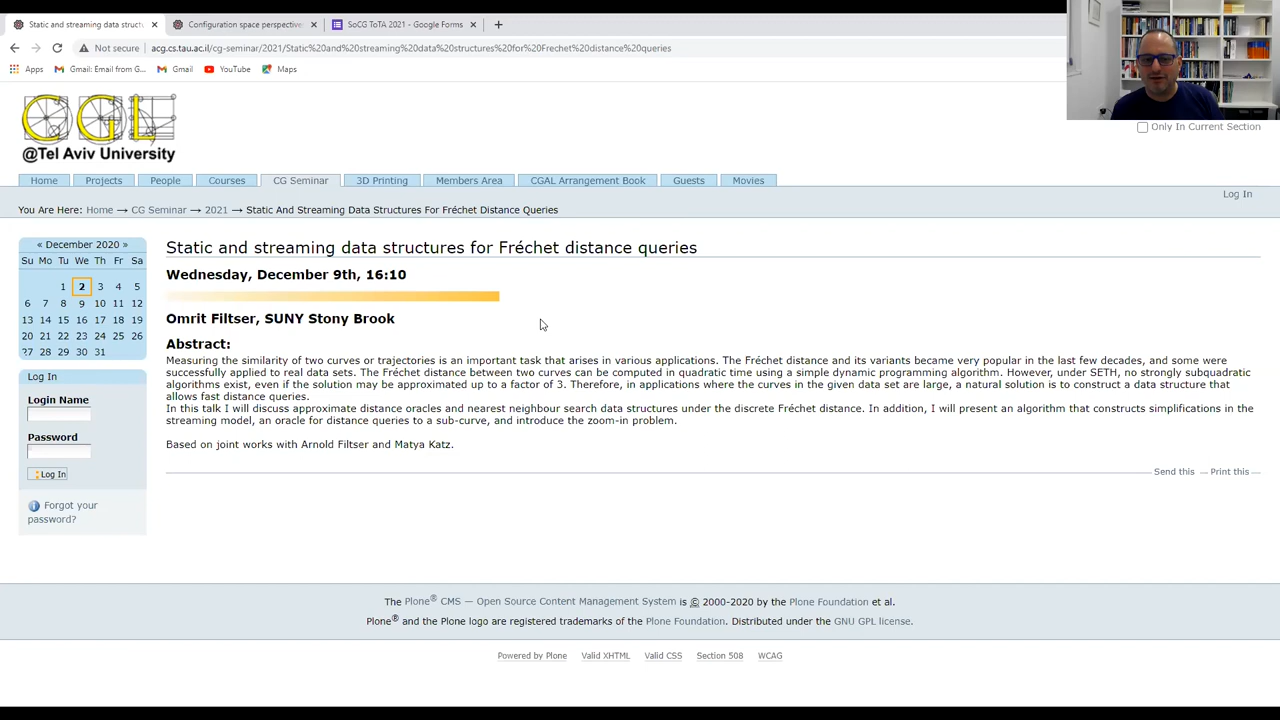 Static and streaming data struct
Configuration space perspective
SoCG ToTA 2021 - Google Forms
Not secure
acg.cs.tau.ac.il/cg-seminar/2021/Static%20and%20streaming%20data%20structures%20for%20Frechet%20distance%20queries
Apps
Gmail: Email from G...
Gmail
YouTube
Maps
CGL
@Tel Aviv University
Only In Current Section
Home
Projects
People
Courses
CG Seminar
3D Printing
Members Area
CGAL Arrangement Book
Guests
Movies
Log In
You Are Here: Home → CG Seminar → 2021 → Static And Streaming Data Structures For Fréchet Distance Queries
« December 2020 »
Su Mo Tu We Th Fr Sa
1 2 3 4 5
6 7 8 9 10 11 12
13 14 15 16 17 18 19
20 21 22 23 24 25 26
27 28 29 30 31
Log In
Login Name
Password
Log In
Forgot your
password?
Static and streaming data structures for Fréchet distance queries
Wednesday, December 9th, 16:10
Omrit Filtser, SUNY Stony Brook
Abstract:
Measuring the similarity of two curves or trajectories is an important task that arises in various applications. The Fréchet distance and its variants became very popular in the last few decades, and some were
successfully applied to real data sets. The Fréchet distance between two curves can be computed in quadratic time using a simple dynamic programming algorithm. However, under SETH, no strongly subquadratic
algorithms exist, even if the solution may be approximated up to a factor of 3. Therefore, in applications where the curves in the given data set are large, a natural solution is to construct a data structure that
allows fast distance queries.
In this talk I will discuss approximate distance oracles and nearest neighbour search data structures under the discrete Fréchet distance. In addition, I will present an algorithm that constructs simplifications in the
streaming model, an oracle for distance queries to a sub-curve, and introduce the zoom-in problem.
Based on joint works with Arnold Filtser and Matya Katz.
Send this — Print this —
The Plone® CMS — Open Source Content Management System is © 2000-2020 by the Plone Foundation et al.
Plone® and the Plone logo are registered trademarks of the Plone Foundation. Distributed under the GNU GPL license.
Powered by Plone
Valid XHTML
Valid CSS
Section 508
WCAG